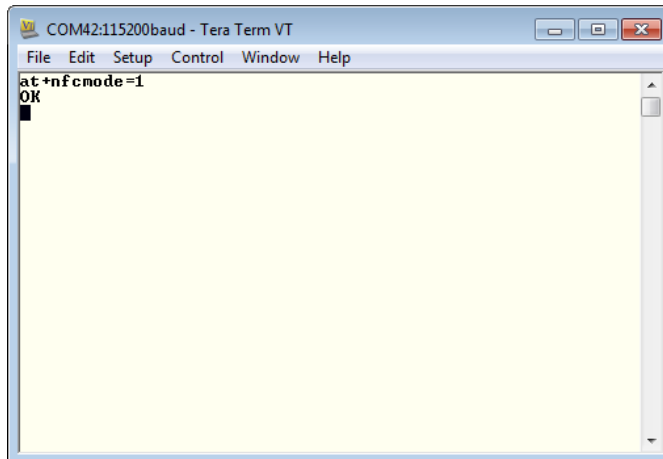 COM42:115200baud - Tera Term VT
File Edit Setup Control Window Help
at+nfcmode=1
OK